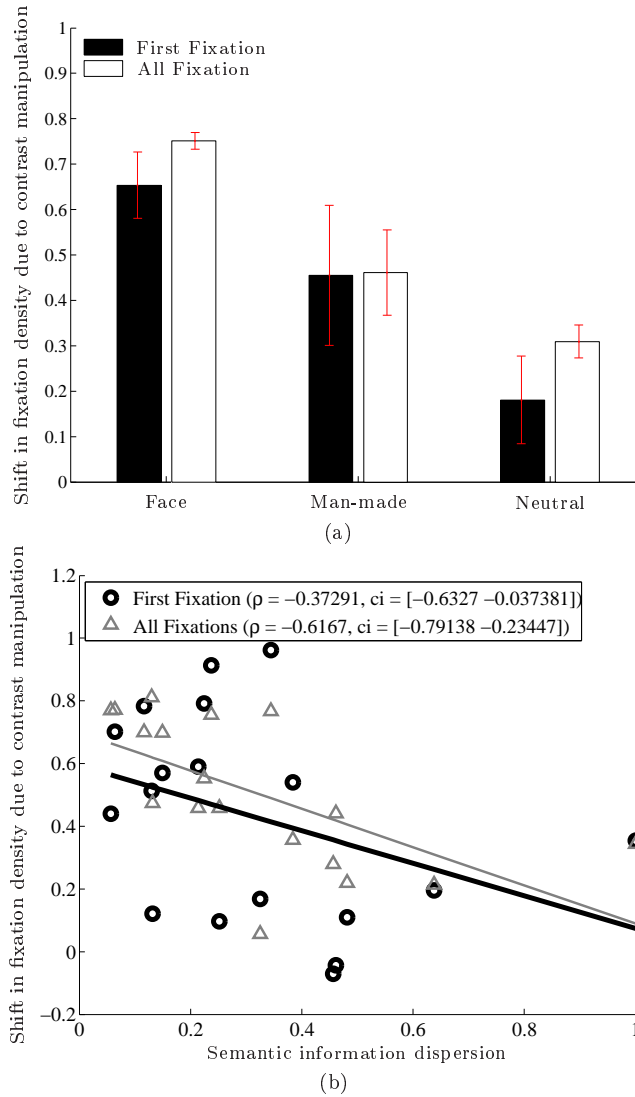 Shift in fixation density due to contrast manipulation
1
0.9
0.8
0.7
0.6
0.5
0.4
0.3
0.2
0.1
0
First Fixation
All Fixation
Face Man-made Neutral
(a)
Shift in fixation density due to contrast manipulation
1.2
1
0.8
0.6
0.4
0.2
0
−0.2
First Fixation (ρ = −0.37291, ci = [−0.6327 −0.037381])
All Fixations (ρ = −0.6167, ci = [−0.79138 −0.23447])
0 0.2 0.4 0.6 0.8 1
Semantic information dispersion
(b)